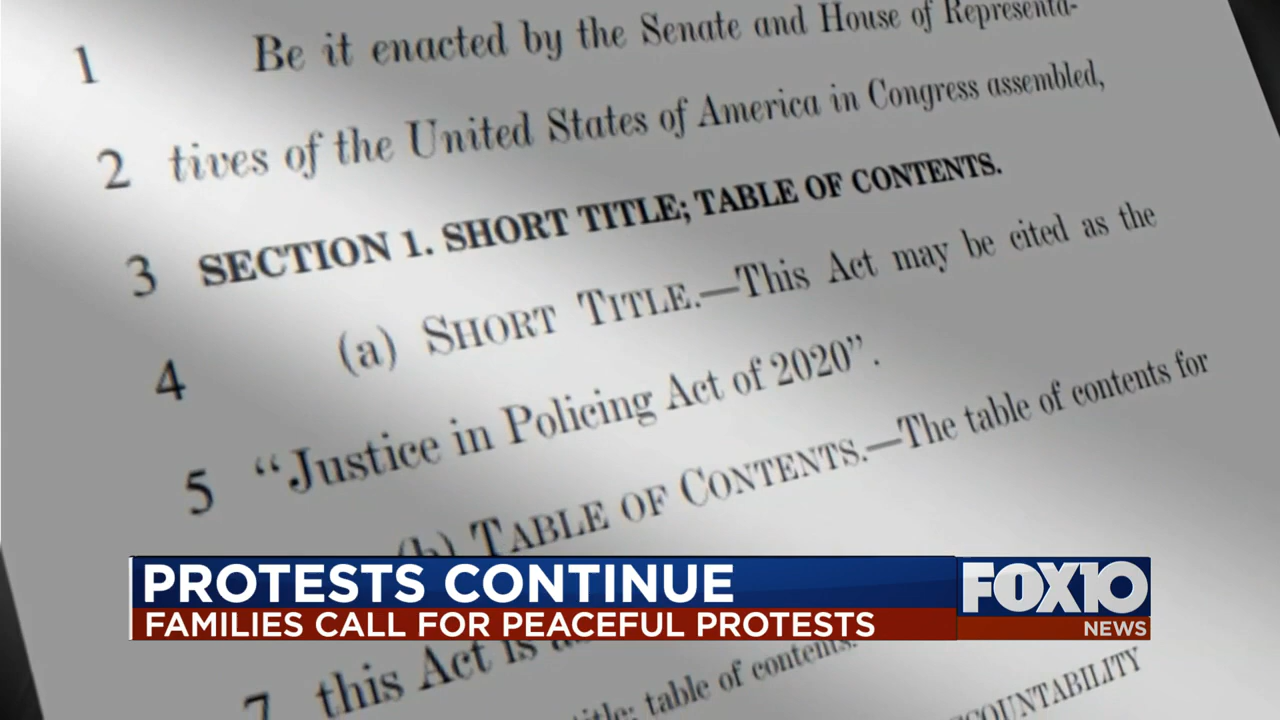 1 Be it enacted by the Senate and House of Representa-
2 tives of the United States of America in Congress assembled,
3 SECTION 1. SHORT TITLE; TABLE OF CONTENTS.
4 (a) SHORT TITLE.—This Act may be cited as the
5 “Justice in Policing Act of 2020”.
(b) TABLE OF CONTENTS.—The table of contents for
PROTESTS CONTINUE
FAMILIES CALL FOR PEACEFUL PROTESTS
FOX10
NEWS
7 this Act is
table of contents.